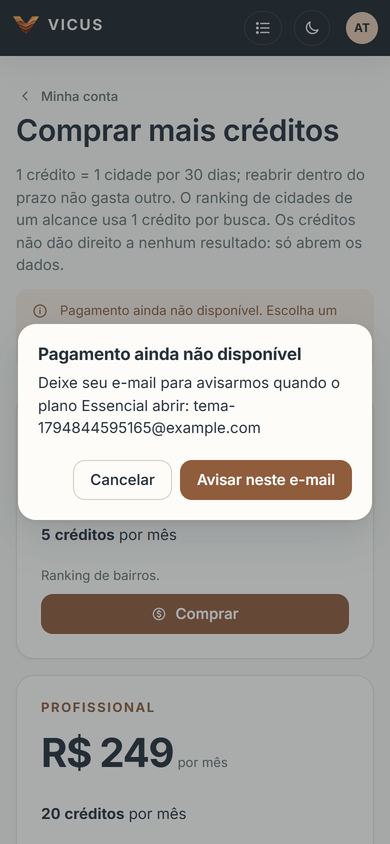 VICUS
AT
Minha conta
Comprar mais créditos
1 crédito = 1 cidade por 30 dias; reabrir dentro do
prazo não gasta outro. O ranking de cidades de
um alcance usa 1 crédito por busca. Os créditos
não dão direito a nenhum resultado: só abrem os
dados.
Pagamento ainda não disponível. Escolha um
Pagamento ainda não disponível
Deixe seu e-mail para avisarmos quando o
plano Essencial abrir: tema-
1794844595165@example.com
Cancelar
Avisar neste e-mail
5 créditos por mês
Ranking de bairros.
Comprar
PROFISSIONAL
R$ 249 por mês
20 créditos por mês